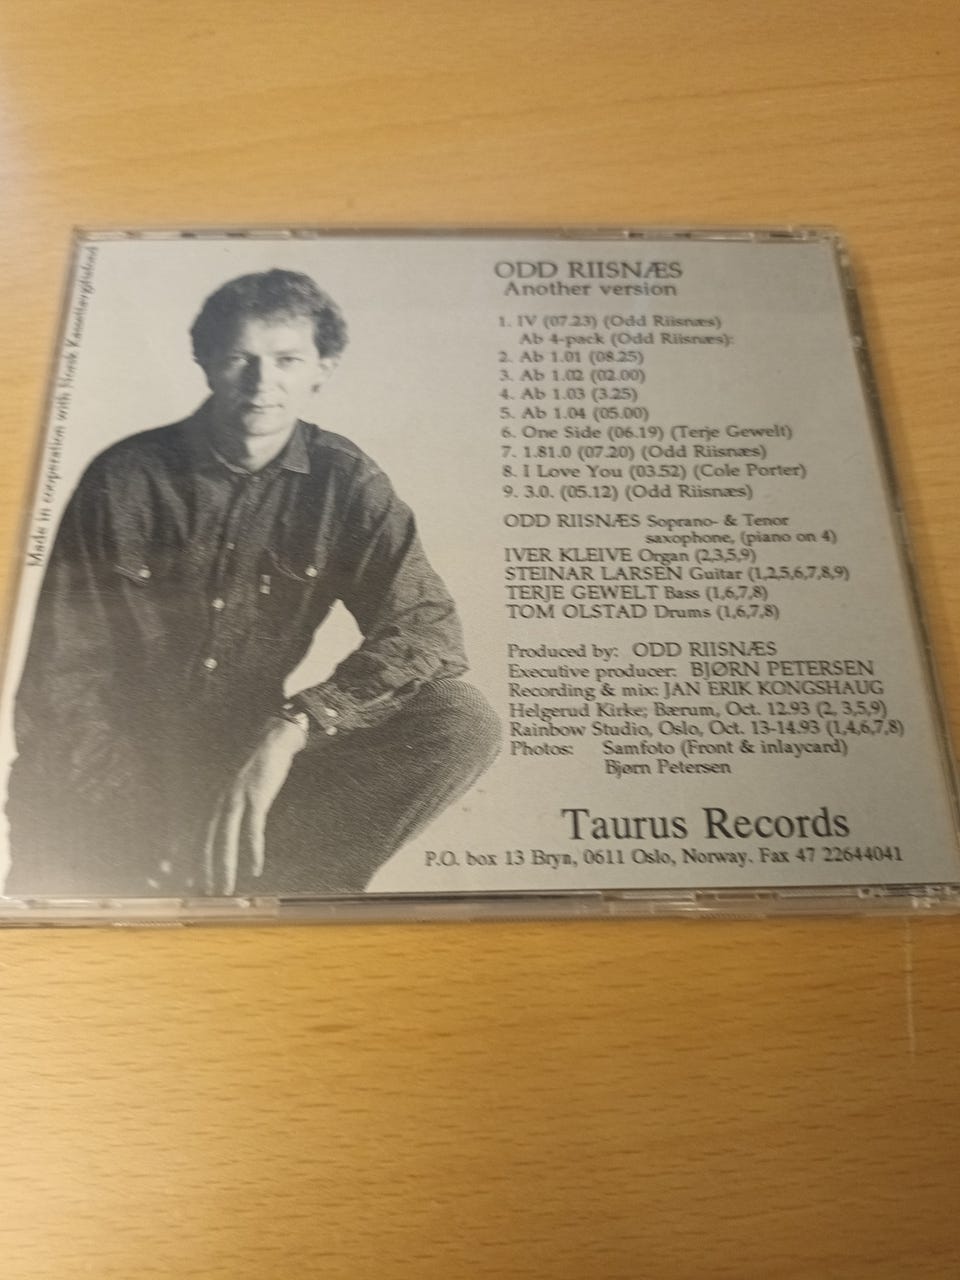 Made in cooperation with Norsk Kassettavgiftsfond
ODD RIISNÆS
Another version
1. IV (07.23) (Odd Riisnæs)
Ab 4-pack (Odd Riisnæs):
2. Ab 1.01 (08.25)
3. Ab 1.02 (02.00)
4. Ab 1.03 (3.25)
5. Ab 1.04 (05.00)
6. One Side (06.19) (Terje Gewelt)
7. 1.81.0 (07.20) (Odd Riisnæs)
8. I Love You (03.52) (Cole Porter)
9. 3.0. (05.12) (Odd Riisnæs)
ODD RIISNÆS Soprano- & Tenor
saxophone, (piano on 4)
IVER KLEIVE Organ (2,3,5,9)
STEINAR LARSEN Guitar (1,2,5,6,7,8,9)
TERJE GEWELT Bass (1,6,7,8)
TOM OLSTAD Drums (1,6,7,8)
Produced by: ODD RIISNÆS
Executive producer: BJØRN PETERSEN
Recording & mix: JAN ERIK KONGSHAUG
Helgerud Kirke; Bærum, Oct. 12.93 (2, 3,5,9)
Rainbow Studio, Oslo, Oct. 13-14.93 (1,4,6,7,8)
Photos: Samfoto (Front & inlaycard)
Bjørn Petersen
Taurus Records
P.O. box 13 Bryn, 0611 Oslo, Norway. Fax 47 22644041